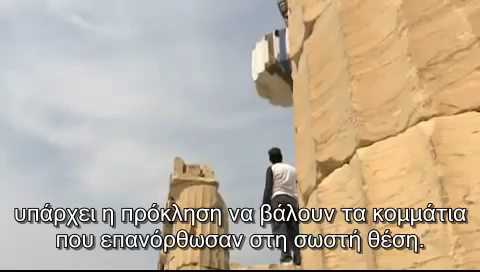 υπάρχει η πρόκληση να βάλουν τα κομμάτια
που επανόρθωσαν στη σωστή θέση.